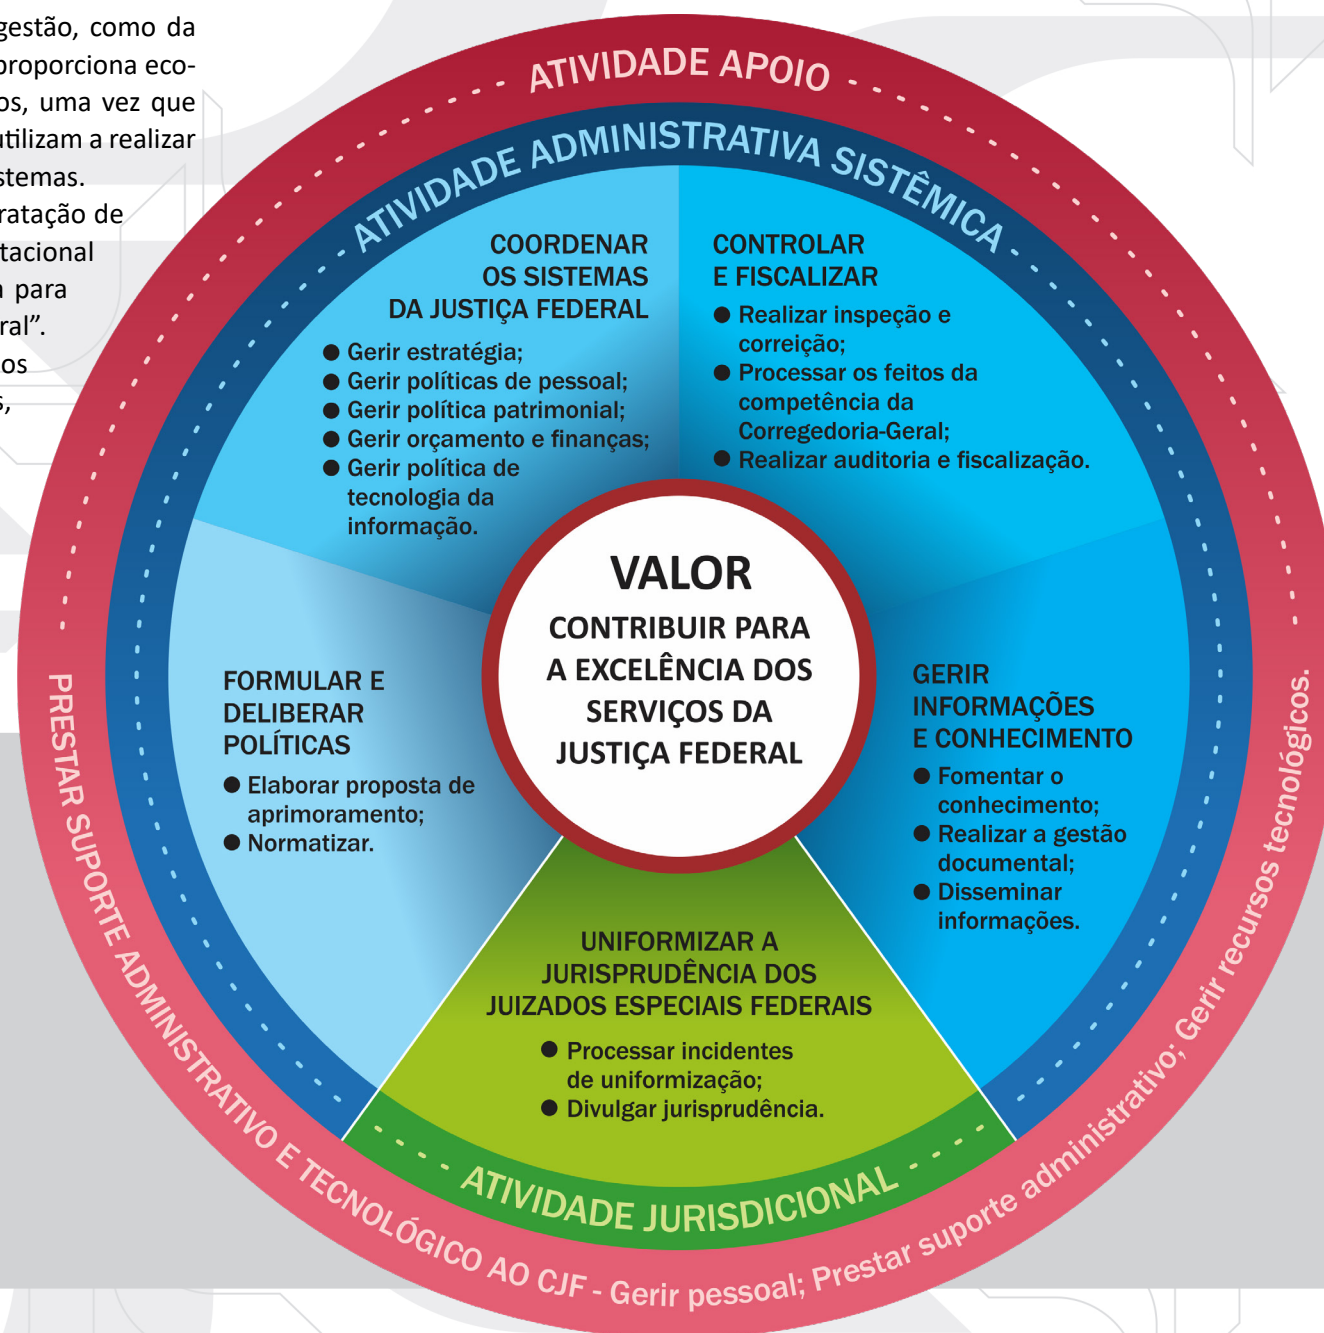 gestão, como da
proporciona eco-
os, uma vez que
utilizam a realizar
stemas.
ratação de
tacional
para
ral”.
os
ATIVIDADE APOIO
ATIVIDADE ADMINISTRATIVA SISTÊMICA
COORDENAR
OS SISTEMAS
DA JUSTIÇA FEDERAL
● Gerir estratégia;
● Gerir políticas de pessoal;
● Gerir política patrimonial;
● Gerir orçamento e finanças;
● Gerir política de
tecnologia da
informação.
CONTROLAR
E FISCALIZAR
● Realizar inspeção e
correição;
● Processar os feitos da
competência da
Corregedoria-Geral;
● Realizar auditoria e fiscalização.
VALOR
CONTRIBUIR PARA
A EXCELÊNCIA DOS
SERVIÇOS DA
JUSTIÇA FEDERAL
FORMULAR E
DELIBERAR
POLÍTICAS
● Elaborar proposta de
aprimoramento;
● Normatizar.
GERIR
INFORMAÇÕES
E CONHECIMENTO
● Fomentar o
conhecimento;
● Realizar a gestão
documental;
● Disseminar
informações.
UNIFORMIZAR A
JURISPRUDÊNCIA DOS
JUIZADOS ESPECIAIS FEDERAIS
● Processar incidentes
de uniformização;
● Divulgar jurisprudência.
ATIVIDADE JURISDICIONAL
PRESTAR SUPORTE ADMINISTRATIVO E TECNOLÓGICO AO CJF - Gerir pessoal; Prestar suporte administrativo; Gerir recursos tecnológicos.